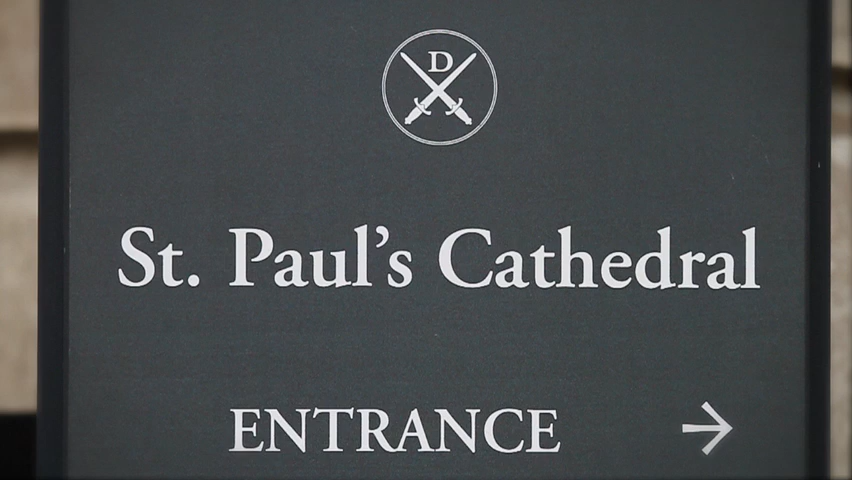 D
St. Paul’s Cathedral
ENTRANCE →